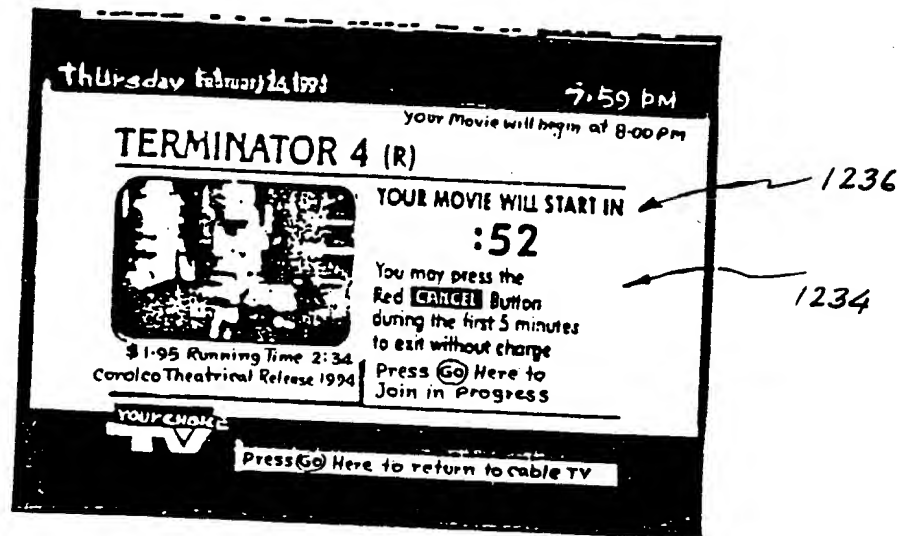 Thursday February
7:59 PM
Your Movie will begin at 8:00 PM
TERMINATOR 4 (R)
YOUR MOVIE WILL START IN
:52
You may press the
Red CANCEL Button
during the first 5 minutes
to exit without charge
Press Go Here to
Join in Progress
$1.95 Running Time 2:34
Corolco Theatrical Release 1994
YOUR CHOICE
TV
Press Go Here to return to cable TV
1236
1234